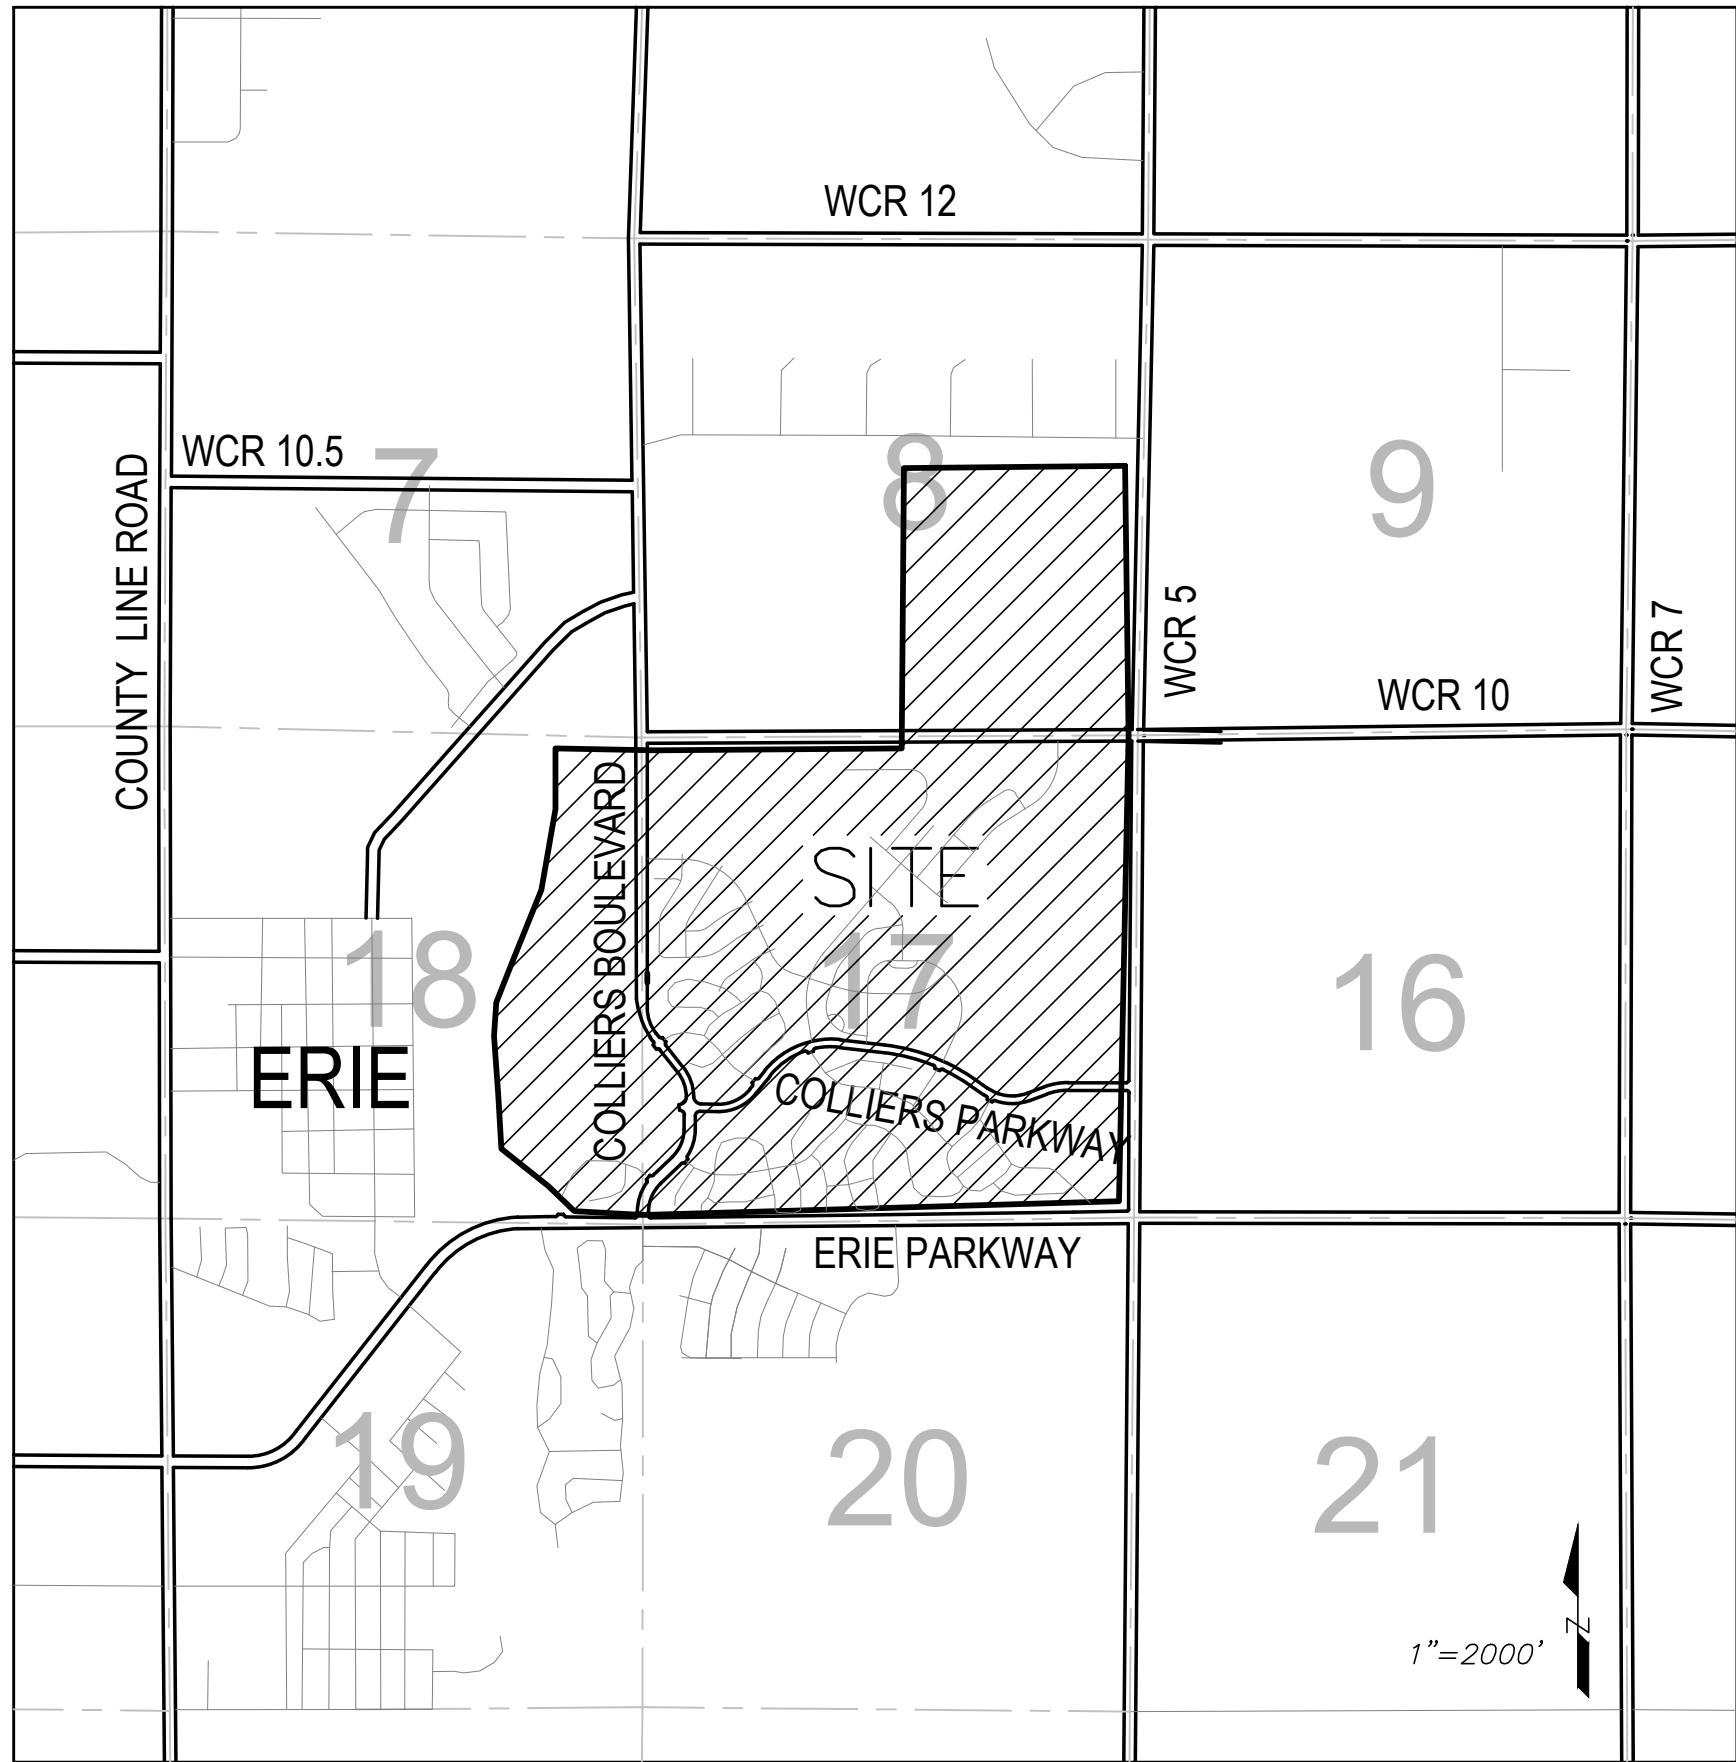 WCR 12
WCR 10.5
7
8
9
COUNTY LINE ROAD
WCR 5
WCR 7
WCR 10
COLLIERS BOULEVARD
SITE
18
17
16
ERIE
COLLIERS PARKWAY
ERIE PARKWAY
19
20
21
1"=2000'
N